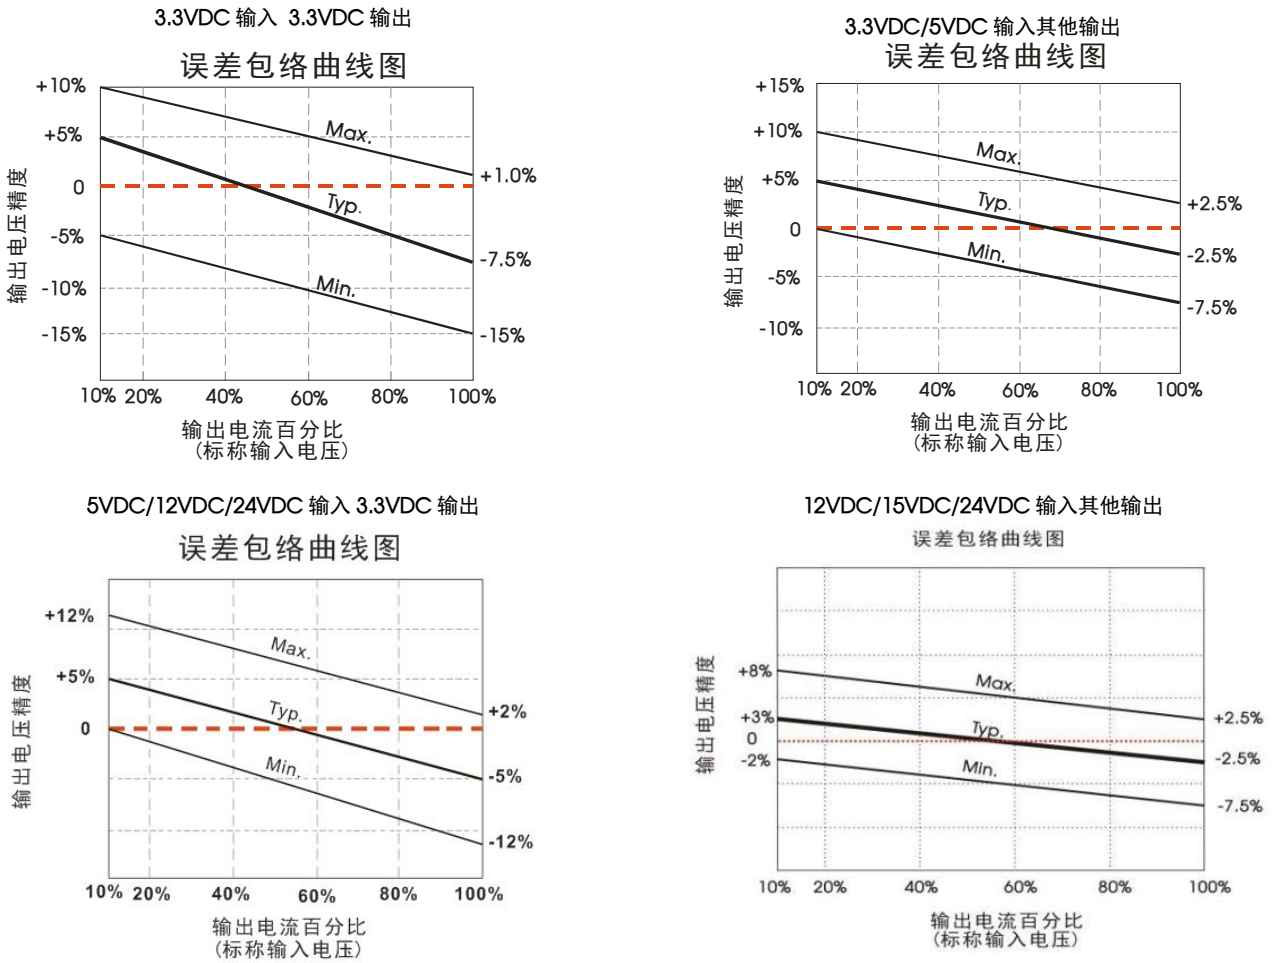 3.3VDC 输入 3.3VDC 输出
误差包络曲线图
+10%
+5%
0
-5%
-10%
-15%
输出电压精度
Max.
Typ.
Min.
+1.0%
-7.5%
-15%
10% 20% 40% 60% 80% 100%
输出电流百分比
(标称输入电压)
3.3VDC/5VDC 输入其他输出
误差包络曲线图
+15%
+10%
+5%
0
-5%
-10%
输出电压精度
Max.
Typ.
Min.
+2.5%
-2.5%
-7.5%
10% 20% 40% 60% 80% 100%
输出电流百分比
(标称输入电压)
5VDC/12VDC/24VDC 输入 3.3VDC 输出
误差包络曲线图
+12%
+5%
0
输出电压精度
Max.
Typ.
Min.
+2%
-5%
-12%
10% 20% 40% 60% 80% 100%
输出电流百分比
(标称输入电压)
12VDC/15VDC/24VDC 输入其他输出
误差包络曲线图
+8%
+3%
0
-2%
输出电压精度
Max.
Typ.
Min.
+2.5%
-2.5%
-7.5%
10% 20% 40% 60% 80% 100%
输出电流百分比
(标称输入电压)